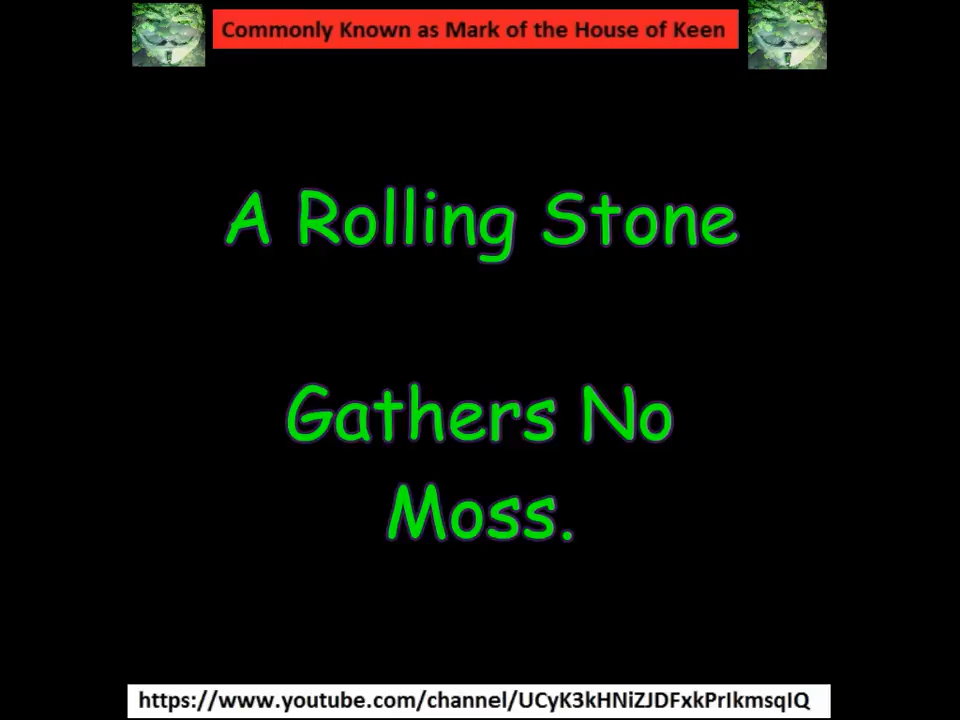 Commonly Known as Mark of the House of Keen
A Rolling Stone
Gathers No
Moss.
https://www.youtube.com/channel/UCyK3kHNiZJDFxkPrIkmsqIQ